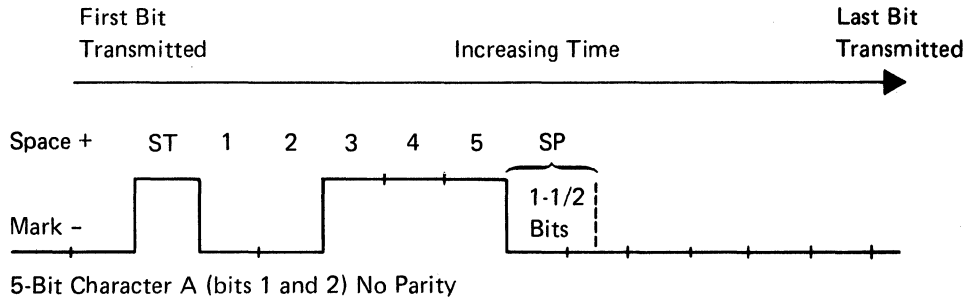 First Bit
Transmitted
Increasing Time
Last Bit
Transmitted
Space + ST 1 2 3 4 5 SP
1-1/2
Bits
Mark –
5-Bit Character A (bits 1 and 2) No Parity